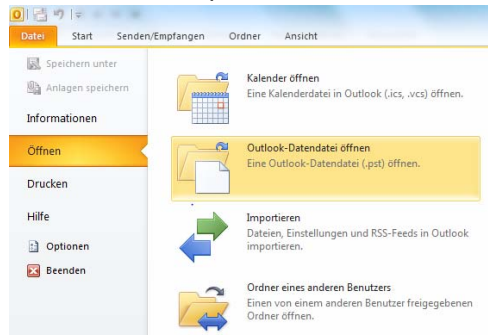 Datei Start Senden/Empfangen Ordner Ansicht
Speichern unter
Anlagen speichern
Informationen
Öffnen
Drucken
Hilfe
Optionen
Beenden
Kalender öffnen
Eine Kalenderdatei in Outlook (.ics, .vcs) öffnen.
Outlook-Datendatei öffnen
Eine Outlook-Datendatei (.pst) öffnen.
Importieren
Dateien, Einstellungen und RSS-Feeds in Outlook
importieren.
Ordner eines anderen Benutzers
Einen von einem anderen Benutzer freigegebenen
Ordner öffnen.